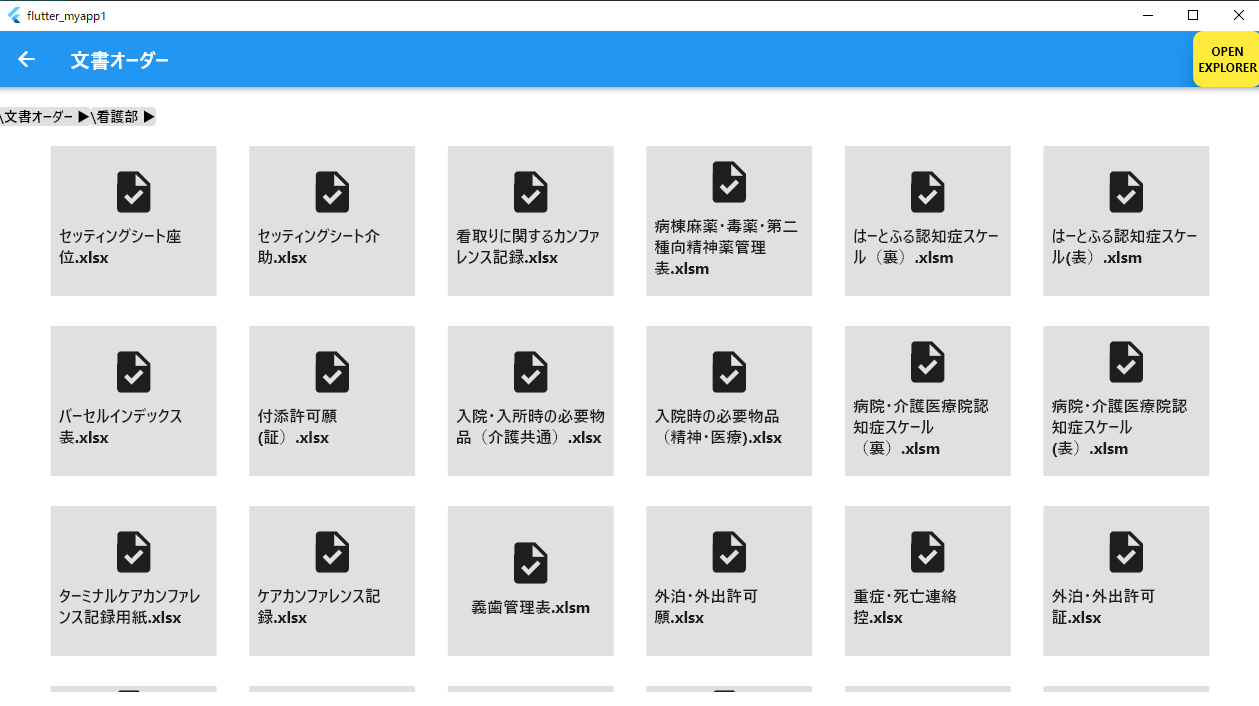 flutter_myapp1
文書オーダー
OPEN
EXPLORER
\文書オーダー ▶\看護部 ▶
セッティングシート座
位.xlsx
セッティングシート介
助.xlsx
看取りに関するカンファ
レンス記録.xlsx
病棟麻薬・毒薬・第二
種向精神薬管理
表.xlsm
はーとふる認知症スケー
ル（裏）.xlsm
はーとふる認知症スケー
ル(表）.xlsm
バーセルインデックス
表.xlsx
付添許可願
(証）.xlsx
入院・入所時の必要物
品（介護共通）.xlsx
入院時の必要物品
（精神・医療).xlsx
病院・介護医療院認
知症スケール
（裏）.xlsm
病院・介護医療院認
知症スケール
(表）.xlsm
ターミナルケアカンファレ
ンス記録用紙.xlsx
ケアカンファレンス記
録.xlsx
義歯管理表.xlsm
外泊・外出許可
願.xlsx
重症・死亡連絡
控.xlsx
外泊・外出許可
証.xlsx